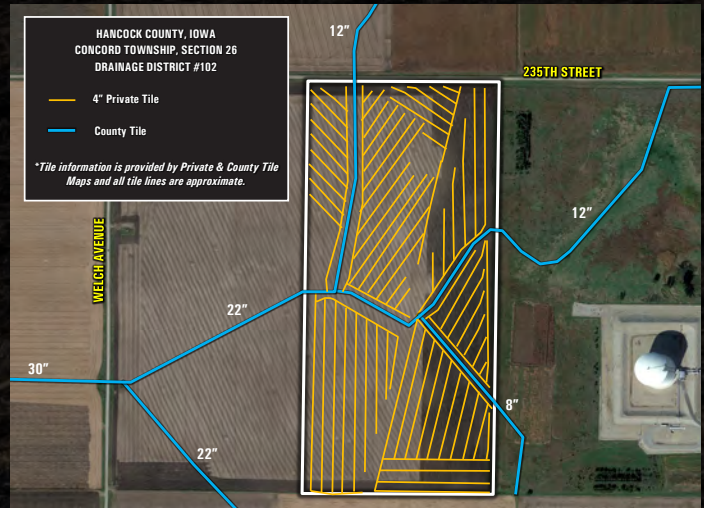 HANCOCK COUNTY, IOWA
CONCORD TOWNSHIP, SECTION 26
DRAINAGE DISTRICT #102
4" Private Tile
County Tile
*Tile information is provided by Private & County Tile
Maps and all tile lines are approximate.
12"
235TH STREET
12"
WELCH AVENUE
22"
30"
8"
22"